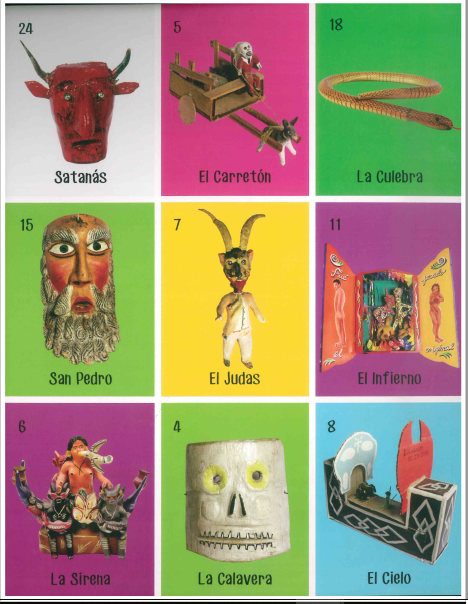 24
Satanás
5
El Carretón
18
La Culebra
15
San Pedro
7
El Judas
11
El Infierno
6
La Sirena
4
La Calavera
8
El Cielo